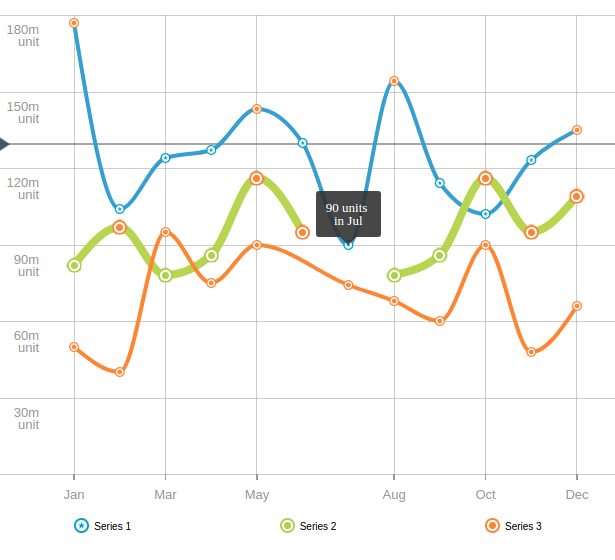 180m
unit
150m
unit
120m
unit
90 units
in Jul
90m
unit
60m
unit
30m
unit
Jan Mar May Aug Oct Dec
Series 1 Series 2 Series 3